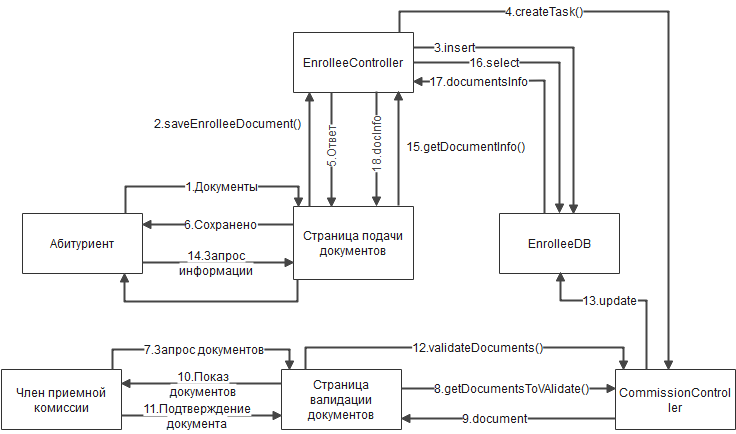 4.createTask()
3.insert
EnrolleeController
16.select
17.documentsInfo
2.saveEnrolleeDocument()
5.Ответ
18.docInfo
15.getDocumentInfo()
1.Документы
6.Сохранено
Абитуриент
Страница подачи
документов
EnrolleeDB
14.Запрос
информации
13.update
7.Запрос документов
12.validateDocuments()
10.Показ
документов
Член приемной
комиссии
Страница
валидации
документов
8.getDocumentsToVAlidate()
CommissionControl
ler
11.Подтверждение
документа
9.document